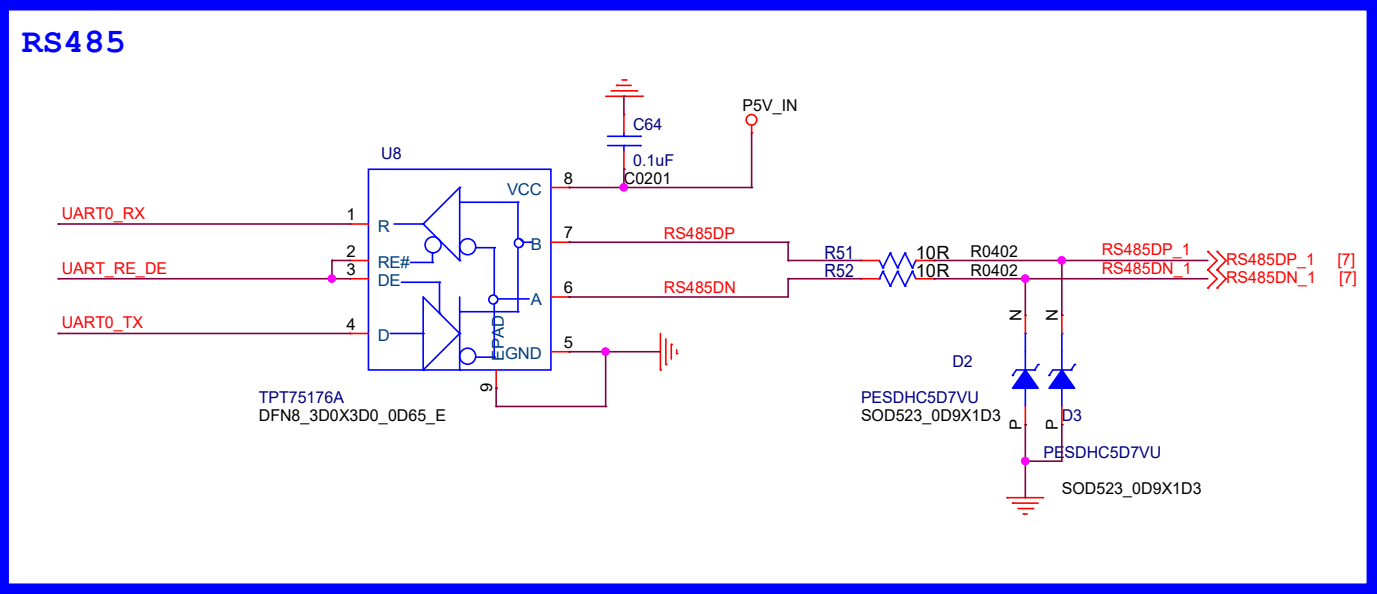 RS485
P5V_IN
C64
0.1uF
C0201
U8
VCC
8
UART0_RX
1
R
7
B
RS485DP
UART_RE_DE
2
RE#
3
DE
R51
10R
R0402
RS485DP_1
RS485DP_1
[7]
R52
10R
R0402
RS485DN_1
RS485DN_1
[7]
6
A
RS485DN
UART0_TX
4
D
EPAD
EGND
5
9
N
N
D2
TPT75176A
DFN8_3D0X3D0_0D65_E
PESDHC5D7VU
SOD523_0D9X1D3
P
P
D3
PESDHC5D7VU
SOD523_0D9X1D3